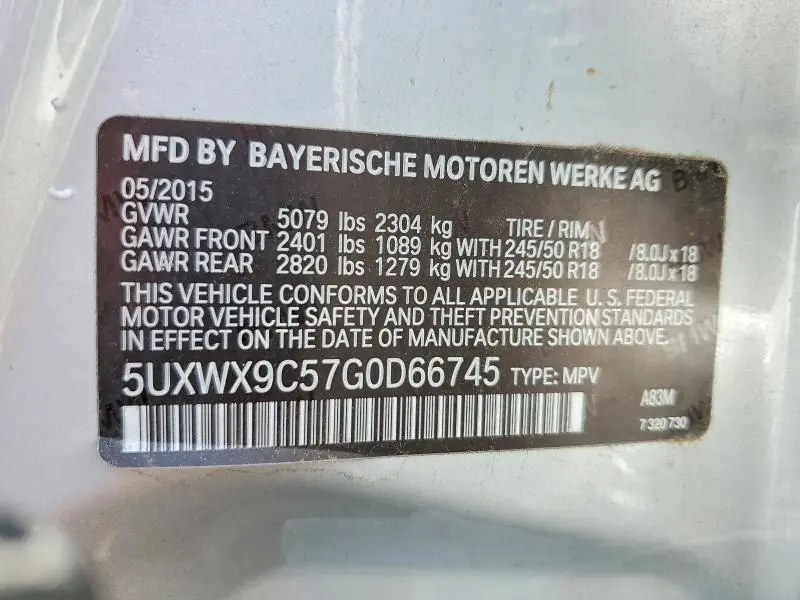 MFD BY BAYERISCHE MOTOREN WERKE AG
05/2015
GVWR 5079 lbs 2304 kg TIRE / RIM
GAWR FRONT 2401 lbs 1089 kg WITH 245/50 R18 /8.0J x 18
GAWR REAR 2820 lbs 1279 kg WITH 245/50 R18 /8.0J x 18
THIS VEHICLE CONFORMS TO ALL APPLICABLE U. S. FEDERAL
MOTOR VEHICLE SAFETY AND THEFT PREVENTION STANDARDS
IN EFFECT ON THE DATE OF MANUFACTURE SHOWN ABOVE.
5UXWX9C57G0D66745 TYPE: MPV A83M
7 320 730